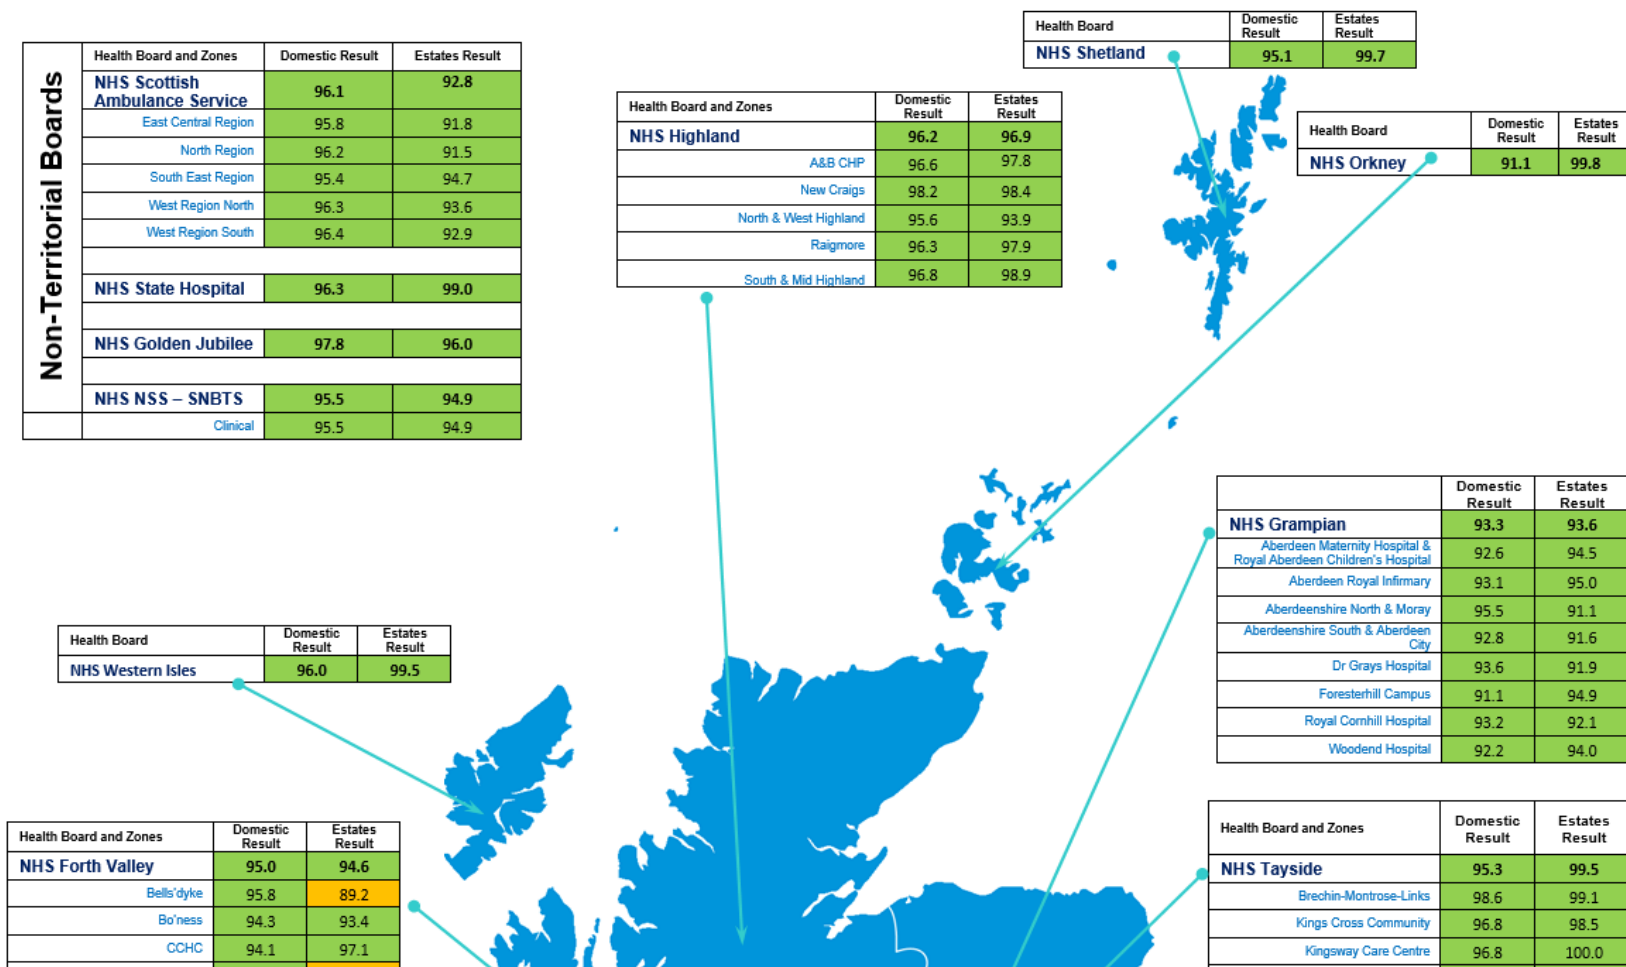 Non-Territorial Boards
Health Board and Zones Domestic Result Estates Result
NHS Scottish
Ambulance Service 96.1 92.8
East Central Region 95.8 91.8
North Region 96.2 91.5
South East Region 95.4 94.7
West Region North 96.3 93.6
West Region South 96.4 92.9
NHS State Hospital 96.3 99.0
NHS Golden Jubilee 97.8 96.0
NHS NSS – SNBTS 95.5 94.9
Clinical 95.5 94.9
Health Board and Zones Domestic
Result Estates
Result
NHS Highland 96.2 96.9
A&B CHP 96.6 97.8
New Craigs 98.2 98.4
North & West Highland 95.6 93.9
Raigmore 96.3 97.9
South & Mid Highland 96.8 98.9
Health Board Domestic
Result Estates
Result
NHS Shetland 95.1 99.7
Health Board Domestic
Result Estates
Result
NHS Orkney 91.1 99.8
Domestic
Result Estates
Result
NHS Grampian 93.3 93.6
Aberdeen Maternity Hospital &
Royal Aberdeen Children's Hospital 92.6 94.5
Aberdeen Royal Infirmary 93.1 95.0
Aberdeenshire North & Moray 95.5 91.1
Aberdeenshire South & Aberdeen
City 92.8 91.6
Dr Grays Hospital 93.6 91.9
Foresterhill Campus 91.1 94.9
Royal Cornhill Hospital 93.2 92.1
Woodend Hospital 92.2 94.0
Health Board Domestic
Result Estates
Result
NHS Western Isles 96.0 99.5
Health Board and Zones Domestic
Result Estates
Result
NHS Forth Valley 95.0 94.6
Bells'dyke 95.8 89.2
Bo'ness 94.3 93.4
CCHC 94.1 97.1
Health Board and Zones Domestic
Result Estates
Result
NHS Tayside 95.3 99.5
Brechin-Montrose-Links 98.6 99.1
Kings Cross Community 96.8 98.5
Kingsway Care Centre 96.8 100.0